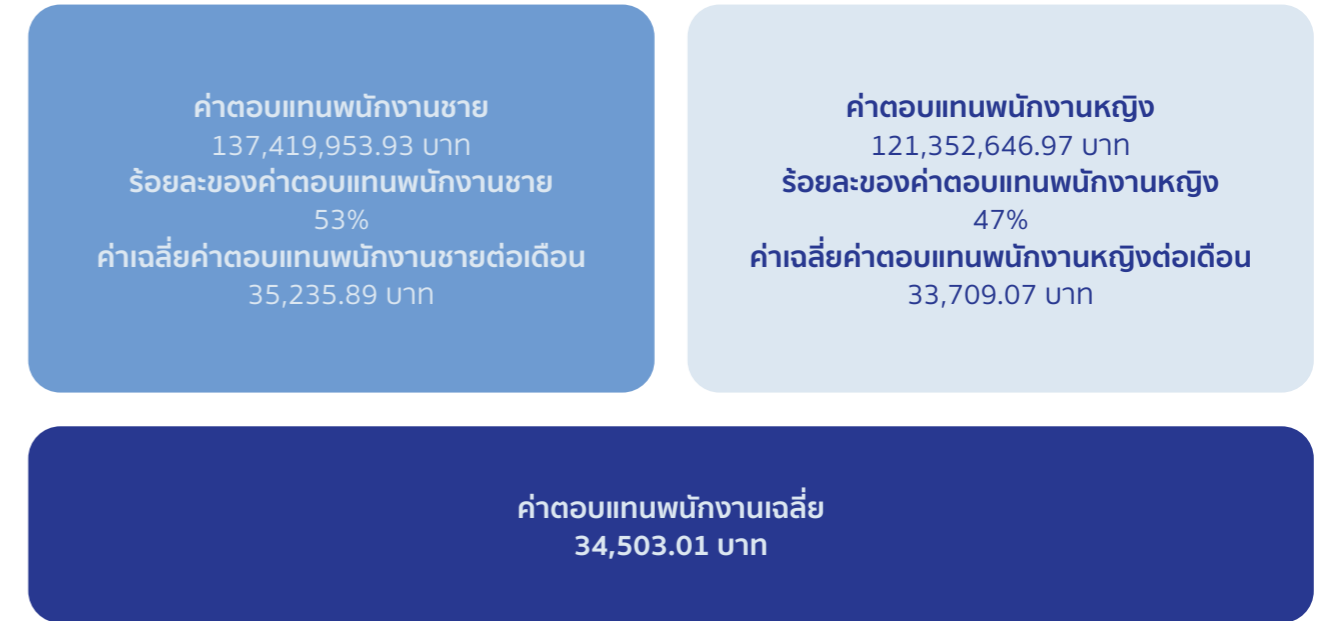 ค่าตอบแทนพนักงานชาย
137,419,953.93 บาท
ร้อยละของค่าตอบแทนพนักงานชาย
53%
ค่าเฉลี่ยค่าตอบแทนพนักงานชายต่อเดือน
35,235.89 บาท
ค่าตอบแทนพนักงานหญิง
121,352,646.97 บาท
ร้อยละของค่าตอบแทนพนักงานหญิง
47%
ค่าเฉลี่ยค่าตอบแทนพนักงานหญิงต่อเดือน
33,709.07 บาท
ค่าตอบแทนพนักงานเฉลี่ย
34,503.01 บาท